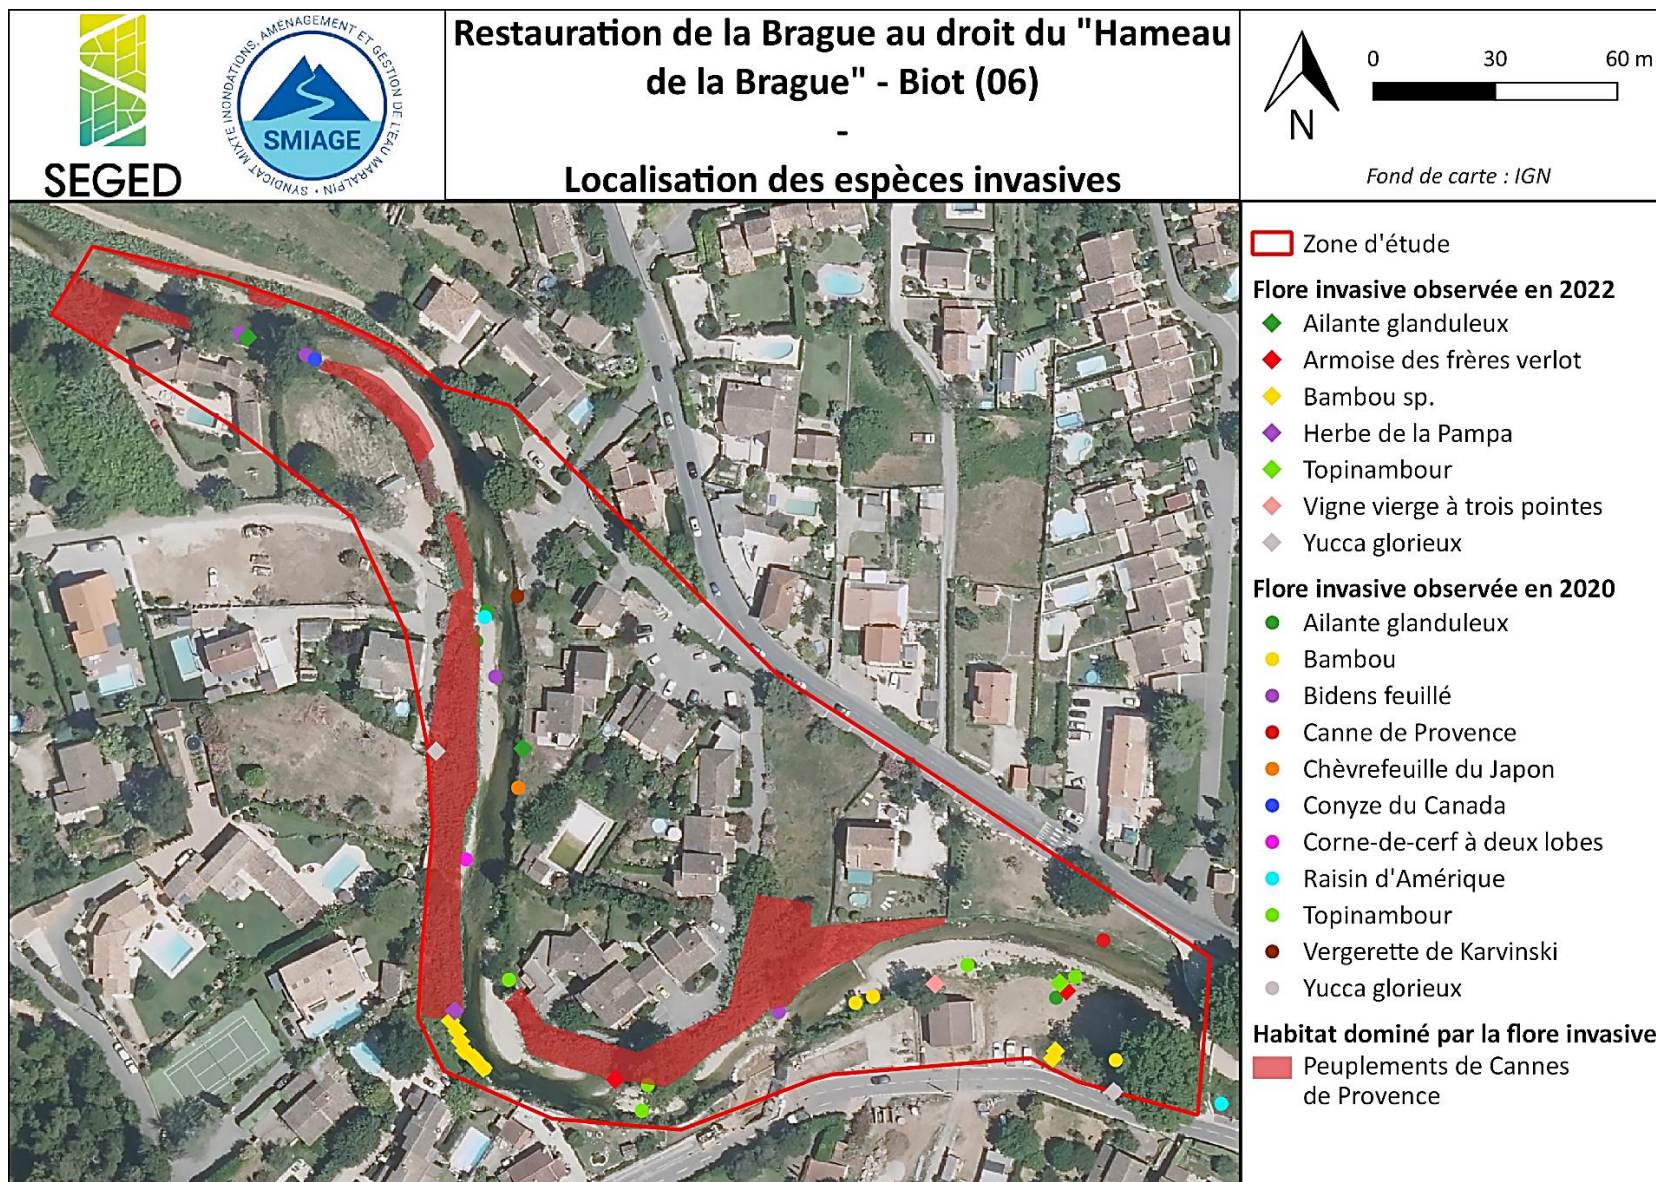 SEGED
SYNDICAT MIXTE INONDATIONS, AMÉNAGEMENT ET GESTION DE L'EAU MARALPIN
SMIAGE
Restauration de la Brague au droit du "Hameau
de la Brague" - Biot (06)
-
Localisation des espèces invasives
N
0 30 60 m
Fond de carte : IGN
Zone d'étude
Flore invasive observée en 2022
Ailante glanduleux
Armoise des frères verlot
Bambou sp.
Herbe de la Pampa
Topinambour
Vigne vierge à trois pointes
Yucca glorieux
Flore invasive observée en 2020
Ailante glanduleux
Bambou
Bidens feuillé
Canne de Provence
Chèvrefeuille du Japon
Conyze du Canada
Corne-de-cerf à deux lobes
Raisin d'Amérique
Topinambour
Vergerette de Karvinski
Yucca glorieux
Habitat dominé par la flore invasive
Peuplements de Cannes
de Provence